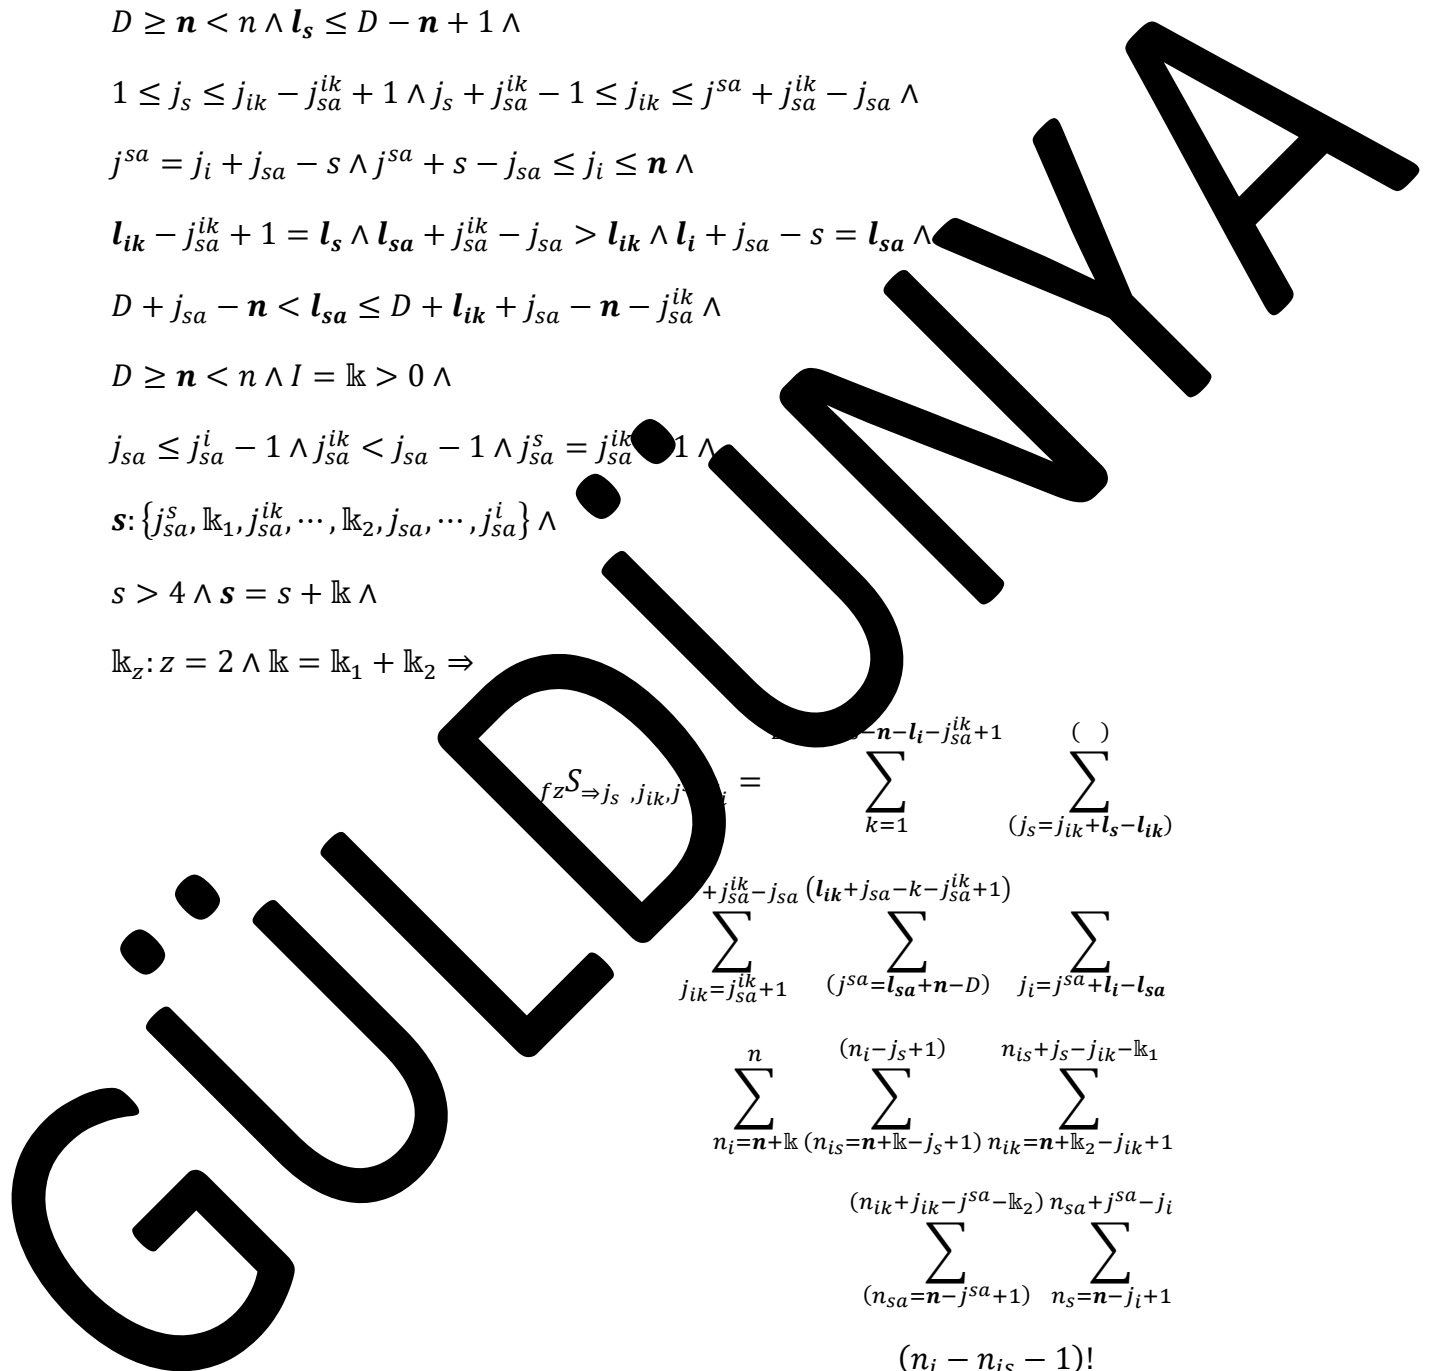 D ≥ n < n ∧ l_s ≤ D − n + 1 ∧
1 ≤ j_s ≤ j_{ik} − j_{sa}^{ik} + 1 ∧ j_s + j_{sa}^{ik} − 1 ≤ j_{ik} ≤ j^{sa} + j_{sa}^{ik} − j_{sa} ∧
j^{sa} = j_i + j_{sa} − s ∧ j^{sa} + s − j_{sa} ≤ j_i ≤ n ∧
l_{ik} − j_{sa}^{ik} + 1 = l_s ∧ l_{sa} + j_{sa}^{ik} − j_{sa} > l_{ik} ∧ l_i + j_{sa} − s = l_{sa} ∧
D + j_{sa} − n < l_{sa} ≤ D + l_{ik} + j_{sa} − n − j_{sa}^{ik} ∧
D ≥ n < n ∧ I = 𝕜 > 0 ∧
j_{sa} ≤ j_{sa}^{i} − 1 ∧ j_{sa}^{ik} < j_{sa} − 1 ∧ j_{sa}^{s} = j_{sa}^{ik} 1 ∧
s: {j_{sa}^{s}, 𝕜_1, j_{sa}^{ik}, ⋯, 𝕜_2, j_{sa}, ⋯, j_{sa}^{i}} ∧
s > 4 ∧ s = s + 𝕜 ∧
𝕜_z: z = 2 ∧ 𝕜 = 𝕜_1 + 𝕜_2 ⇒
−n−l_i−j_{sa}^{ik}+1 ( )
_{fz}S_{⇒j_s ,j_{ik},j i} = ∑ ∑
k=1 (j_s=j_{ik}+l_s−l_{ik})
+j_{sa}^{ik}−j_{sa} (l_{ik}+j_{sa}−k−j_{sa}^{ik}+1)
∑ ∑ ∑
j_{ik}=j_{sa}^{ik}+1 (j^{sa}=l_{sa}+n−D) j_i=j^{sa}+l_i−l_{sa}
n (n_i−j_s+1) n_{is}+j_s−j_{ik}−𝕜_1
∑ ∑ ∑
n_i=n+𝕜 (n_{is}=n+𝕜−j_s+1) n_{ik}=n+𝕜_2−j_{ik}+1
(n_{ik}+j_{ik}−j^{sa}−𝕜_2) n_{sa}+j^{sa}−j_i
∑ ∑
(n_{sa}=n−j^{sa}+1) n_s=n−j_i+1
(n_i − n_{is} − 1)!
GÜLDÜNYA